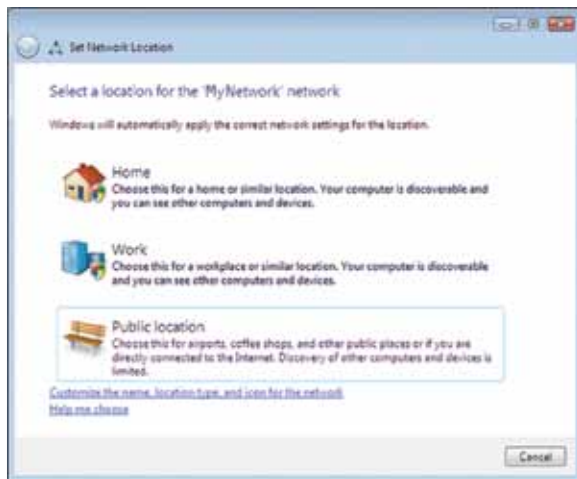 Set Network Location
Select a location for the 'MyNetwork' network
Windows will automatically apply the correct network settings for the location.
Home
Choose this for a home or similar location. Your computer is discoverable and
you can see other computers and devices.
Work
Choose this for a workplace or similar location. Your computer is discoverable
and you can see other computers and devices.
Public location
Choose this for airports, coffee shops, and other public places or if you are
directly connected to the Internet. Discovery of other computers and devices is
limited.
Customize the name, location type, and icon for the network
Help me choose
Cancel